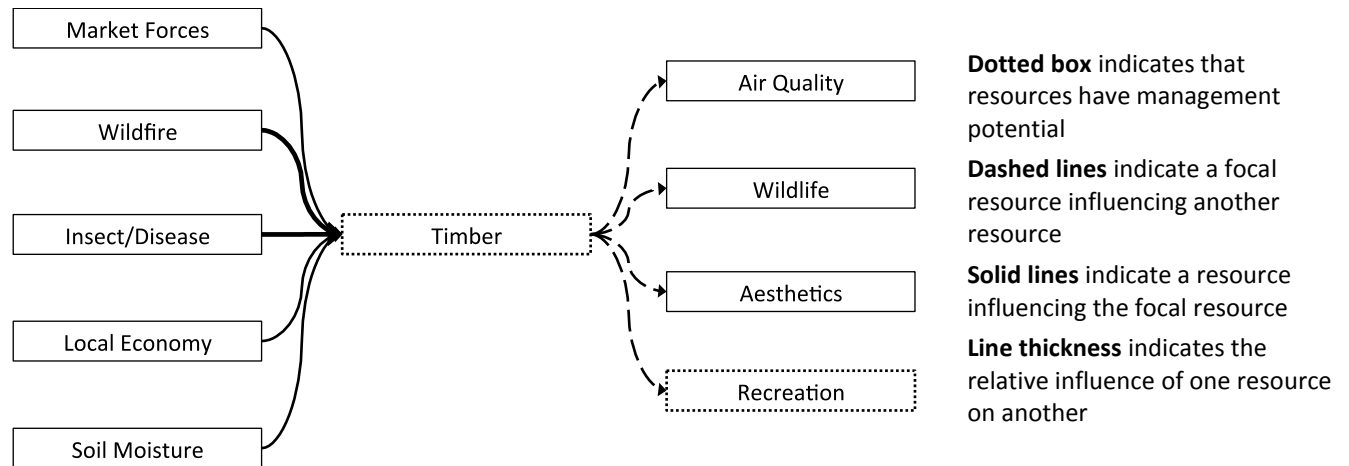 Market Forces
Wildfire
Insect/Disease
Local Economy
Soil Moisture
Timber
Air Quality
Wildlife
Aesthetics
Recreation
Dotted box indicates that
resources have management
potential
Dashed lines indicate a focal
resource influencing another
resource
Solid lines indicate a resource
influencing the focal resource
Line thickness indicates the
relative influence of one resource
on another